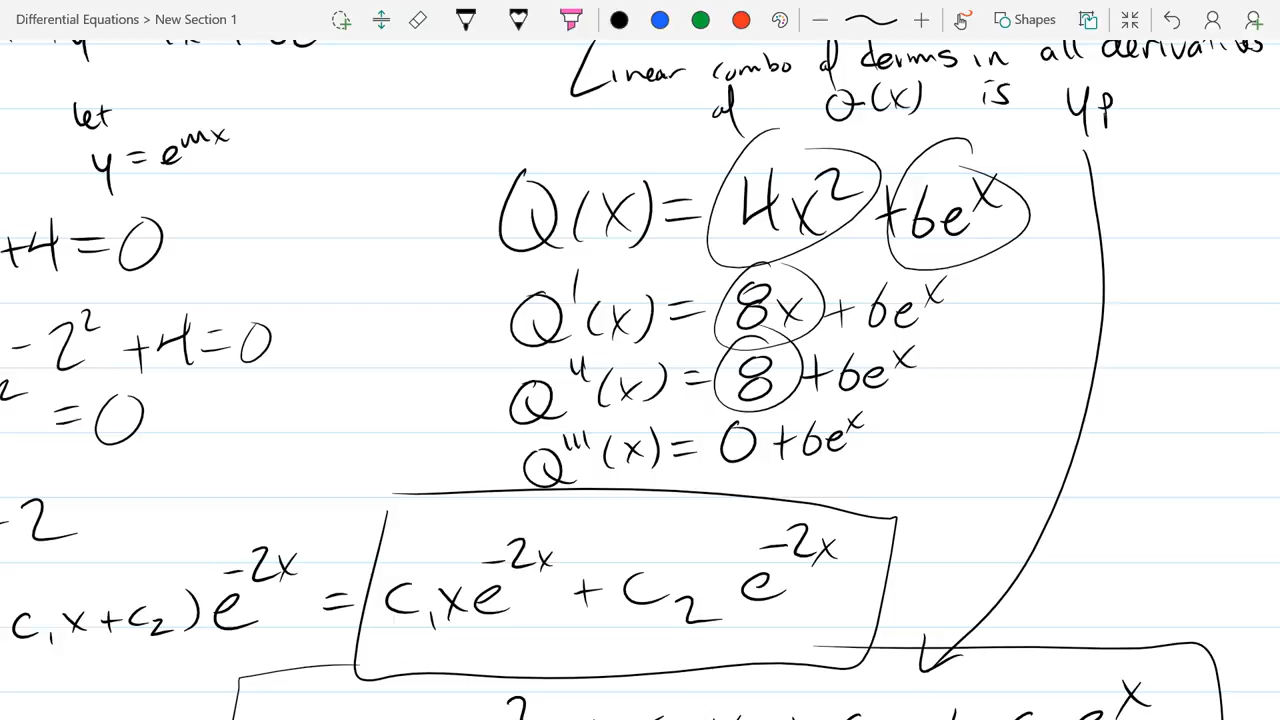 Differential Equations > New Section 1
Shapes
Linear combo of terms in all derivatives
of Q(x) is yp
let
y = e^mx
Q(x) = 4x² + 6e^x
+4 = 0
Q'(x) = 8x + 6e^x
- 2² + 4 = 0
Q''(x) = 8 + 6e^x
= 0
Q'''(x) = 0 + 6e^x
-2
c₁x + c₂)e^-2x = c₁xe^-2x + c₂ e^-2x